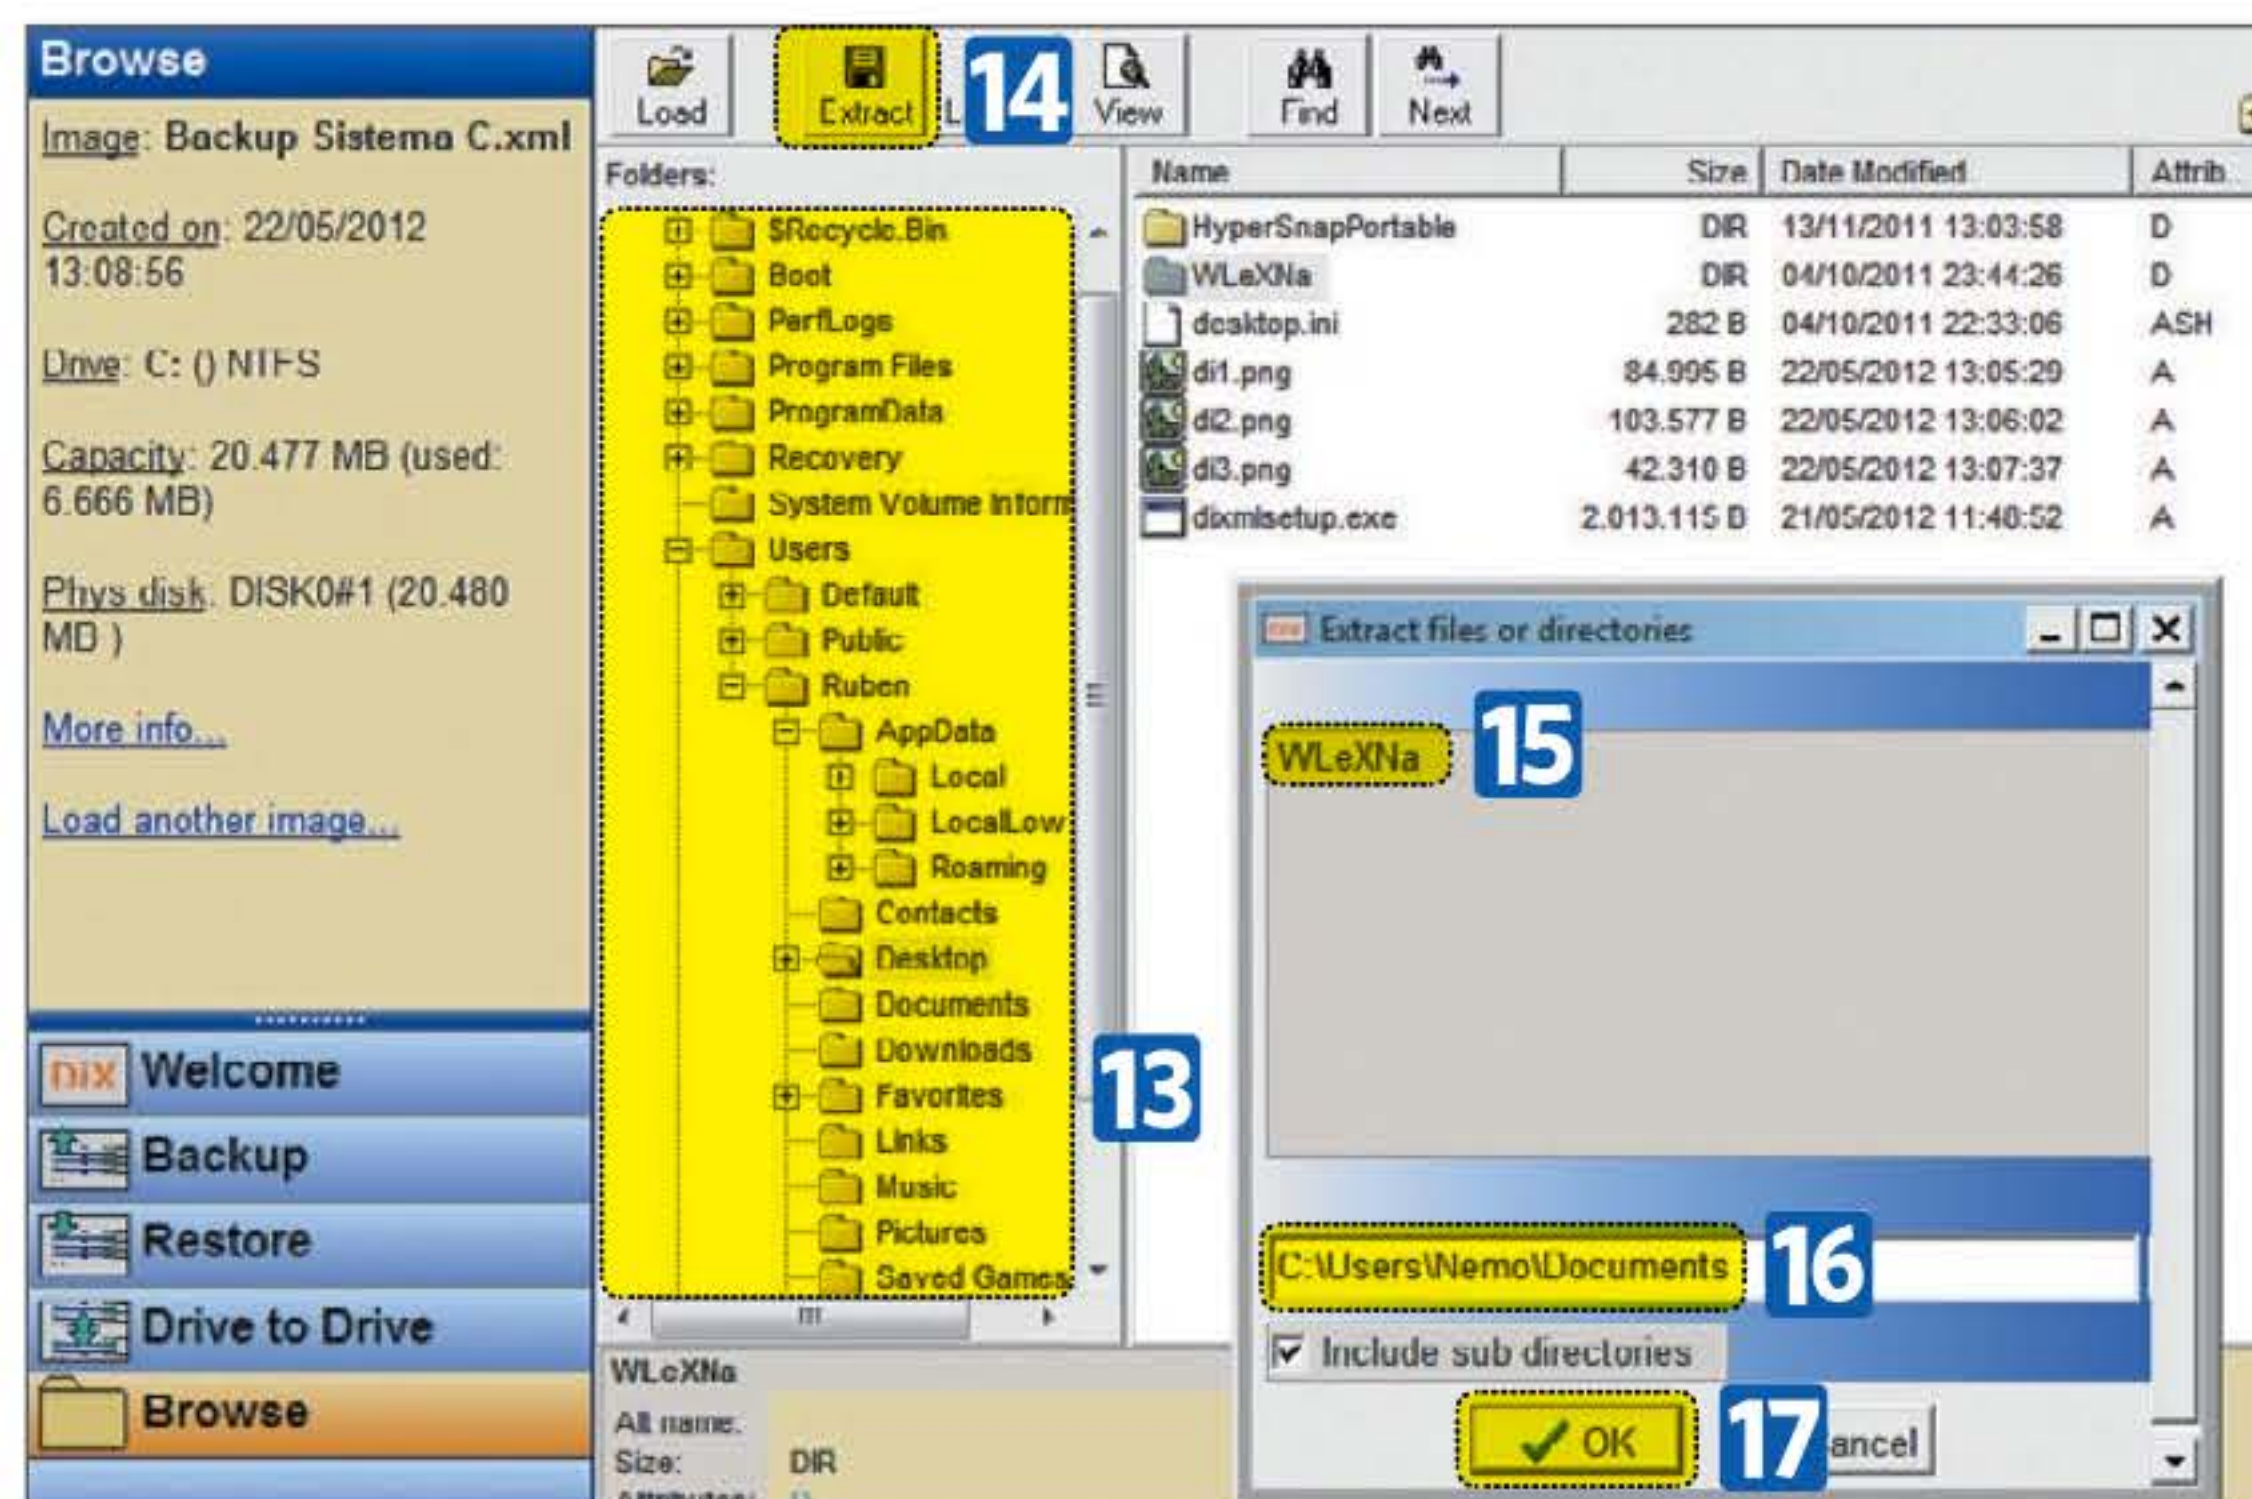 Browse
Image: Backup Sistema C.xml
Created on: 22/05/2012
13:08:56
Drive: C: () NTFS
Capacity: 20.477 MB (used:
6.666 MB)
Phys disk: DISK0#1 (20.480
MB )
More info...
Load another image...
DIX Welcome
Backup
Restore
Drive to Drive
Browse
Load
Extract
L
14
View
Find
Next
Folders:
$Recycle.Bin
Boot
PerfLogs
Program Files
ProgramData
Recovery
System Volume Inform
Users
Default
Public
Ruben
AppData
Local
LocalLow
Roaming
Contacts
Desktop
Documents
Downloads
Favorites
Links
Music
Pictures
Saved Games
13
WLeXNa
Alt name:
Size: DIR
Attributes: D
Name Size Date Modified Attrib
HyperSnapPortable DIR 13/11/2011 13:03:58 D
WLeXNa DIR 04/10/2011 23:44:26 D
desktop.ini 282 B 04/10/2011 22:33:06 ASH
di1.png 84.995 B 22/05/2012 13:05:29 A
di2.png 103.577 B 22/05/2012 13:06:02 A
di3.png 42.310 B 22/05/2012 13:07:37 A
dixmlsetup.exe 2.013.115 B 21/05/2012 11:40:52 A
DIX Extract files or directories
WLeXNa 15
C:\Users\Nemo\Documents 16
Include sub directories
OK 17 ancel